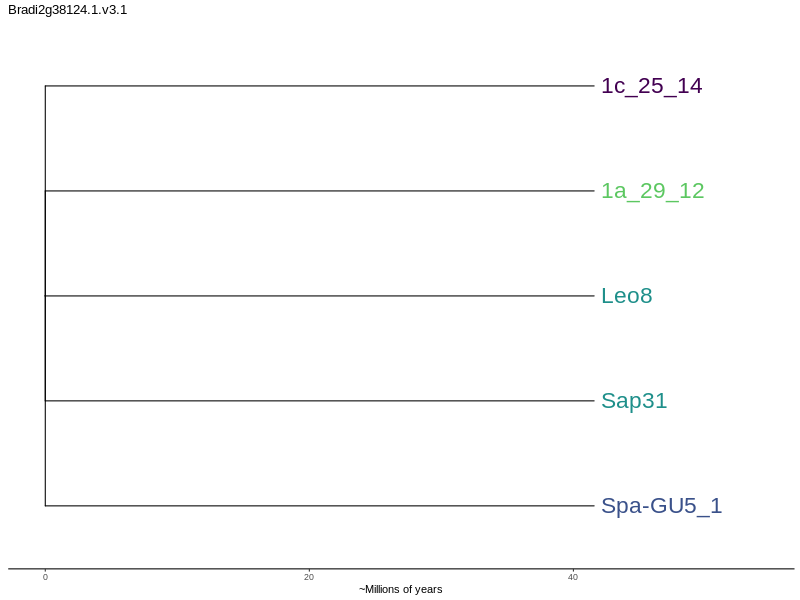 Bradi2g38124.1.v3.1
1c_25_14
1a_29_12
Leo8
Sap31
Spa-GU5_1
0 20 40
~Millions of years